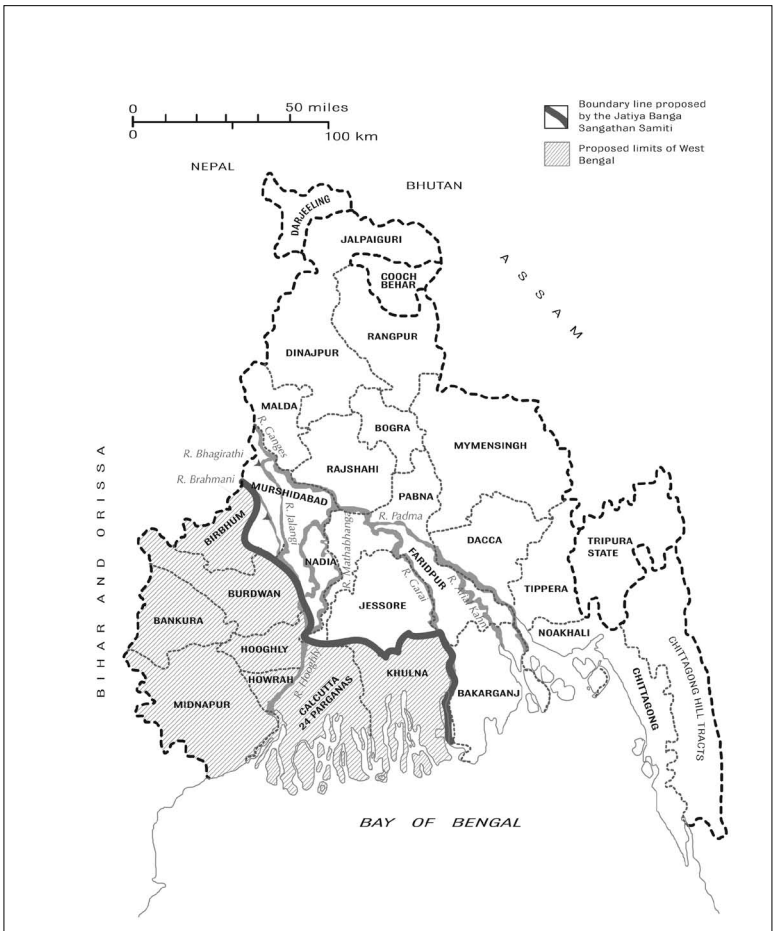 0 50 miles
0 100 km
Boundary line proposed
by the Jatiya Banga
Sangathan Samiti
Proposed limits of West
Bengal
NEPAL
BHUTAN
DARJEELING
JALPAIGURI
ASSAM
COOCH
BEHAR
RANGPUR
DINAJPUR
MALDA
R. Ganges
BOGRA
MYMENSINGH
R. Bhagirathi
RAJSHAHI
R. Brahmani
MURSHIDABAD
PABNA
BIHAR AND ORISSA
R. Jalangi
R. Padma
BIRBHUM
R. Mathabhanga
DACCA
TRIPURA
STATE
NADIA
FARIDPUR
BURDWAN
R. Garai
TIPPERA
BANKURA
JESSORE
NOAKHALI
HOOGHLY
HOWRAH
R. Hooghly
KHULNA
BAKARGANJ
CALCUTTA
24 PARGANAS
MIDNAPUR
CHITTAGONG
CHITTAGONG HILL TRACTS
BAY OF BENGAL